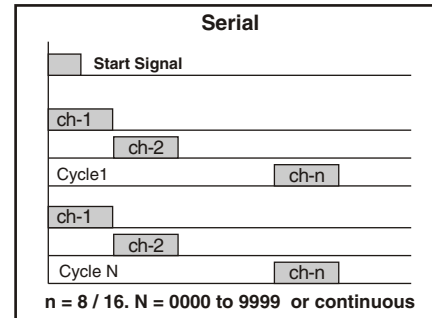 Serial
Start Signal
ch-1
ch-2
Cycle1 ch-n
ch-1
ch-2
Cycle N ch-n
n = 8 / 16. N = 0000 to 9999 or continuous